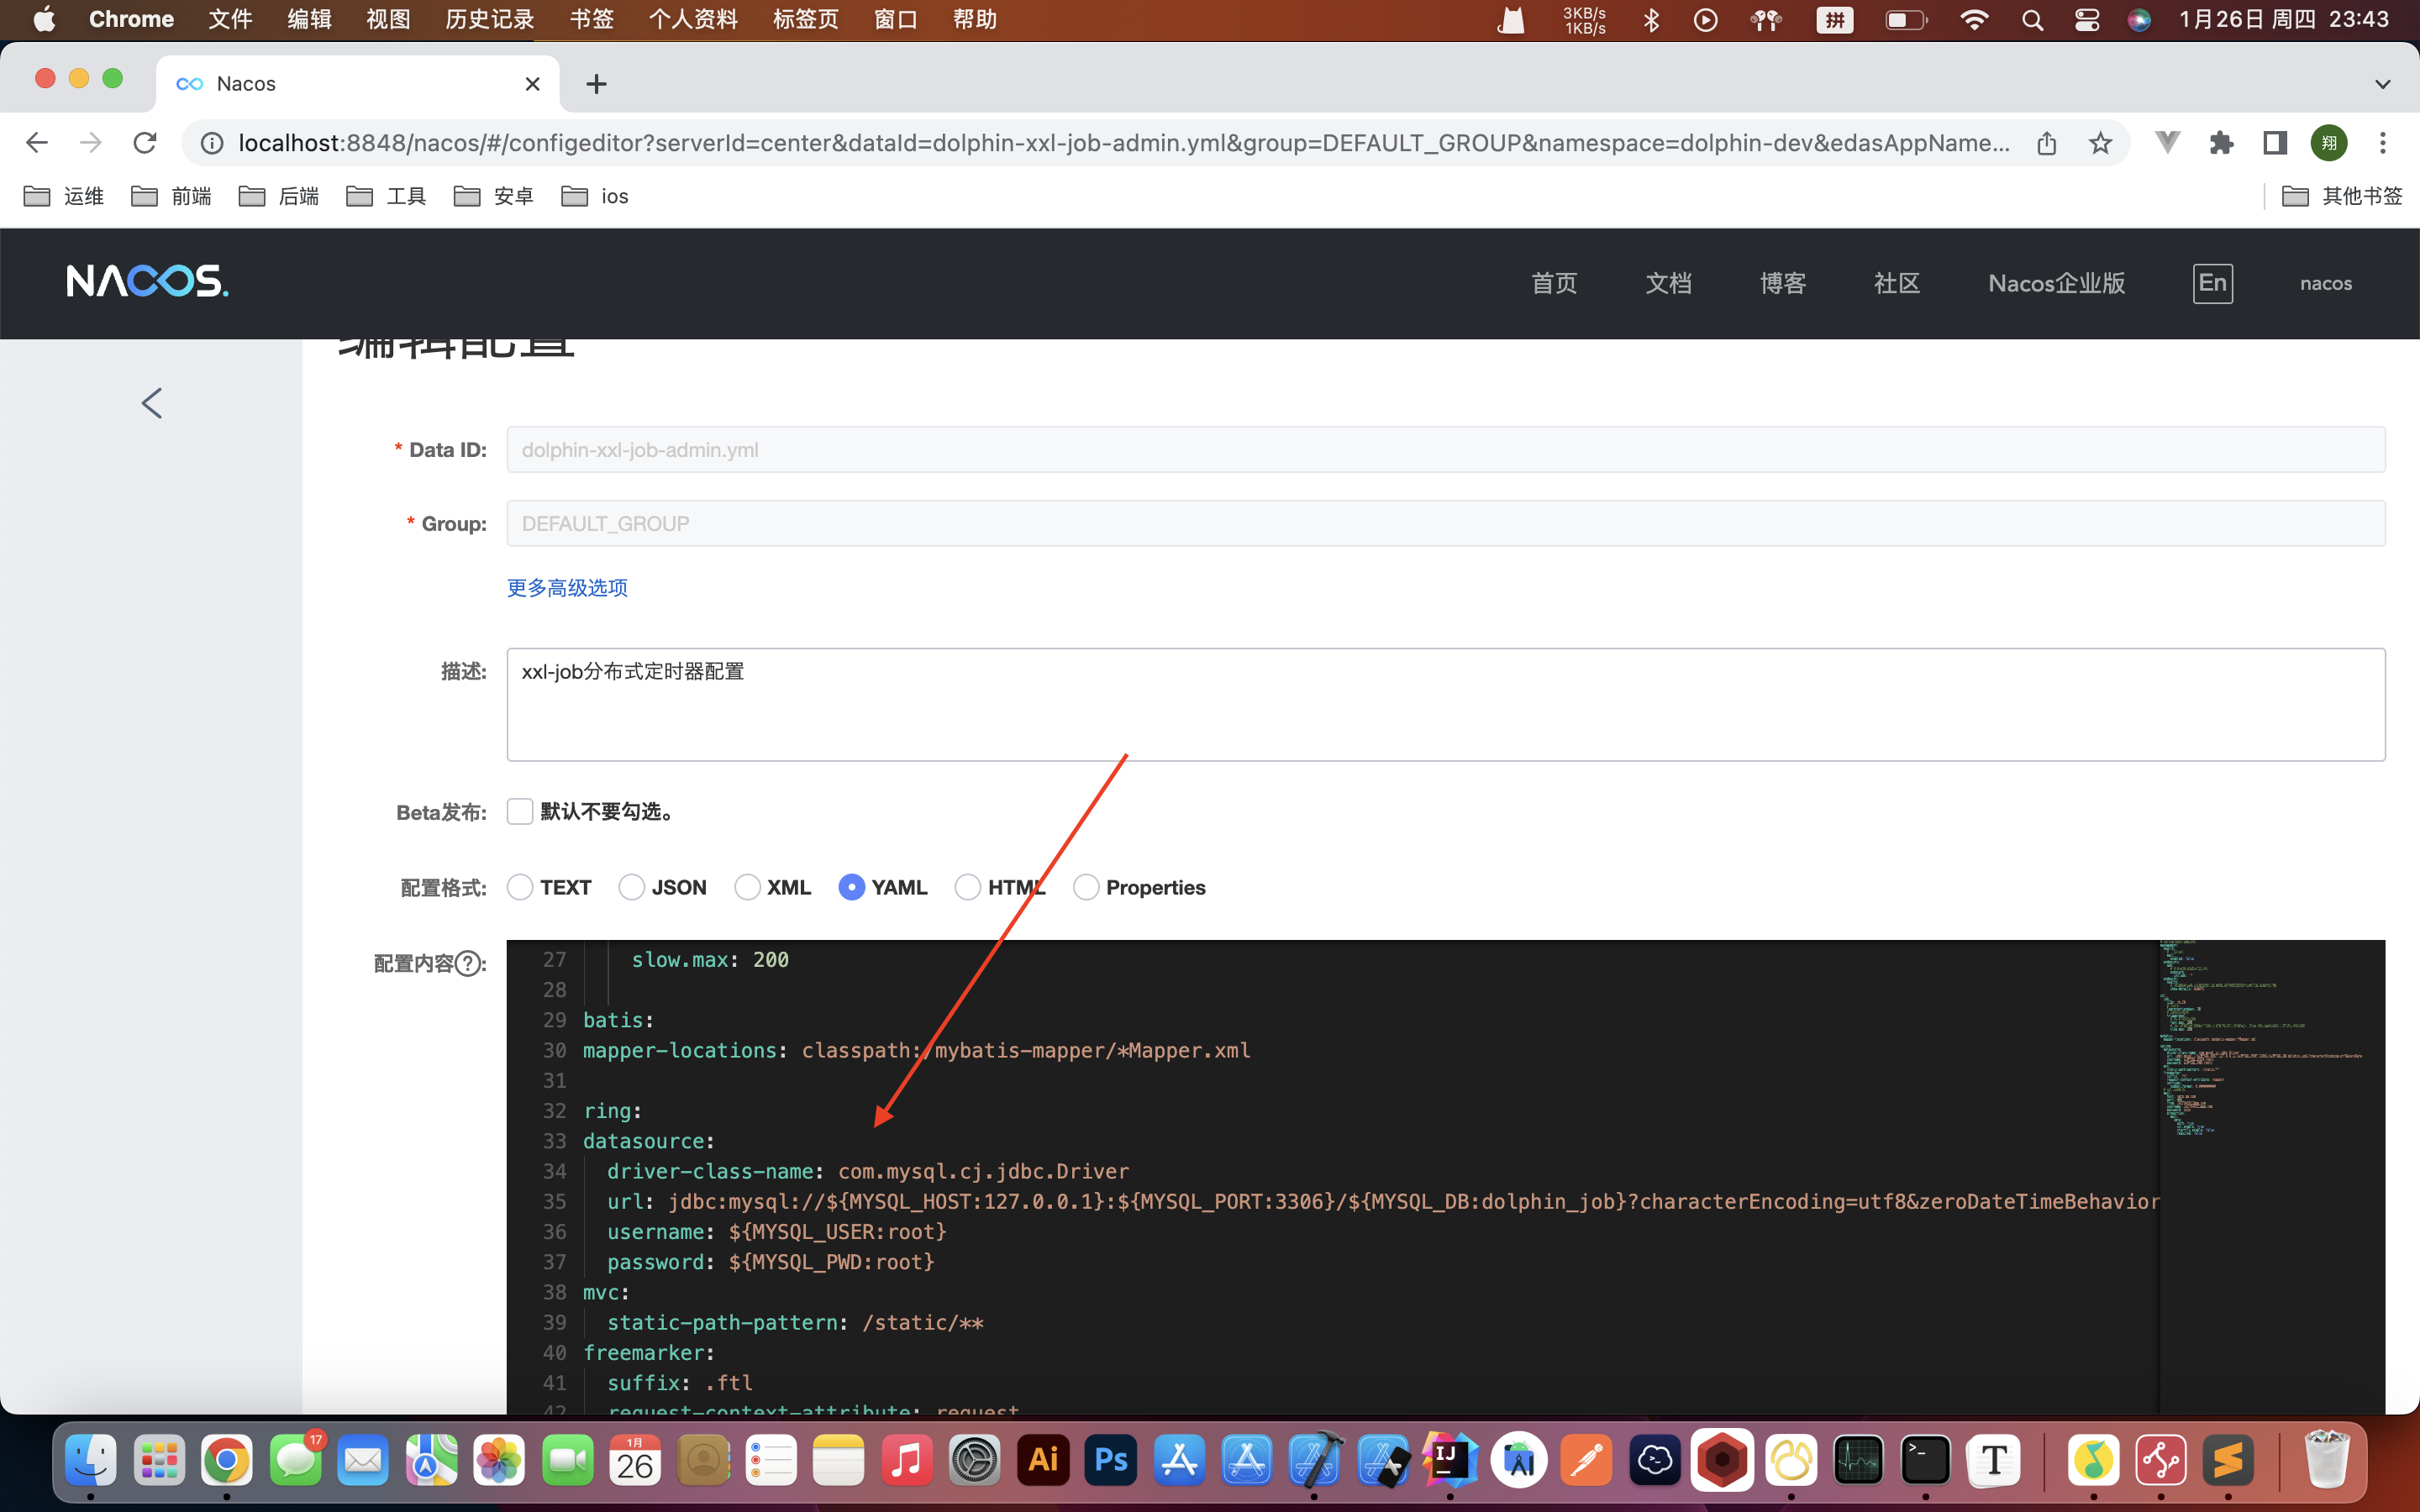 Chrome 文件 编辑 视图 历史记录 书签 个人资料 标签页 窗口 帮助
3KB/s
1KB/s
拼
1月26日 周四 23:43
Nacos
localhost:8848/nacos/#/configeditor?serverId=center&dataId=dolphin-xxl-job-admin.yml&group=DEFAULT_GROUP&namespace=dolphin-dev&edasAppName...
翔
运维 前端 后端 工具 安卓 ios 其他书签
NACOS.
首页 文档 博客 社区 Nacos企业版 En nacos
编辑配置
* Data ID: dolphin-xxl-job-admin.yml
* Group: DEFAULT_GROUP
更多高级选项
描述: xxl-job分布式定时器配置
Beta发布: 默认不要勾选。
配置格式: TEXT JSON XML YAML HTML Properties
配置内容?:
27 slow.max: 200
28
29 batis:
30 mapper-locations: classpath:/mybatis-mapper/*Mapper.xml
31
32 ring:
33 datasource:
34 driver-class-name: com.mysql.cj.jdbc.Driver
35 url: jdbc:mysql://${MYSQL_HOST:127.0.0.1}:${MYSQL_PORT:3306}/${MYSQL_DB:dolphin_job}?characterEncoding=utf8&zeroDateTimeBehavior
36 username: ${MYSQL_USER:root}
37 password: ${MYSQL_PWD:root}
38 mvc:
39 static-path-pattern: /static/**
40 freemarker:
41 suffix: .ftl
42 request-context-attribute: request
17
1月
26
Ai
Ps
IJ
T